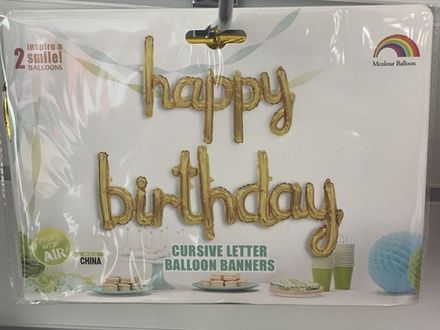 2
inspire a
smile!
BALLOONS
Mcolour Balloon
happy
birthday
AIR
CHINA
CURSIVE LETTER
BALLOON BANNERS